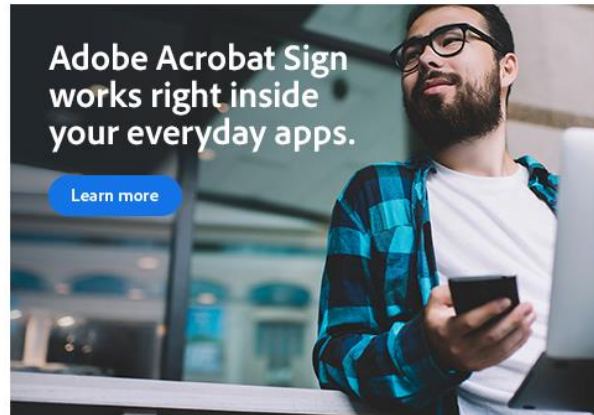 Adobe Acrobat Sign
works right inside
your everyday apps.
Learn more